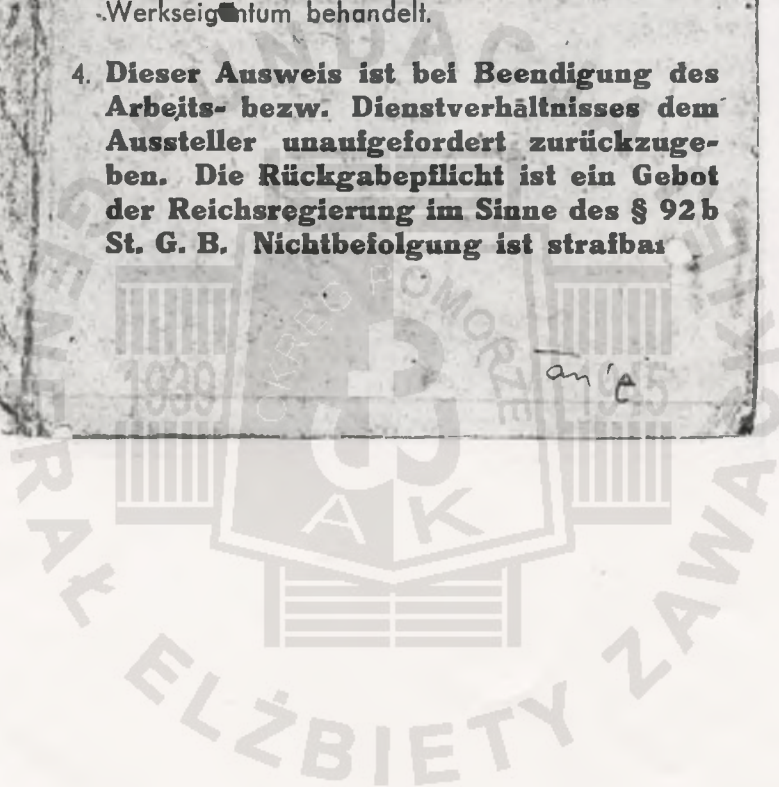 Werkseigentum behandelt.
4. Dieser Ausweis ist bei Beendigung des
Arbeits- bezw. Dienstverhältnisses dem
Aussteller unaufgefordert zurückzuge-
ben. Die Rückgabepflicht ist ein Gebot
der Reichsregierung im Sinne des § 92 b
St. G. B. Nichtbefolgung ist strafbar
OKRĘG POMORZE
1939 1945
AK
GENERAŁ ELŻBIETY ZAWACKIE